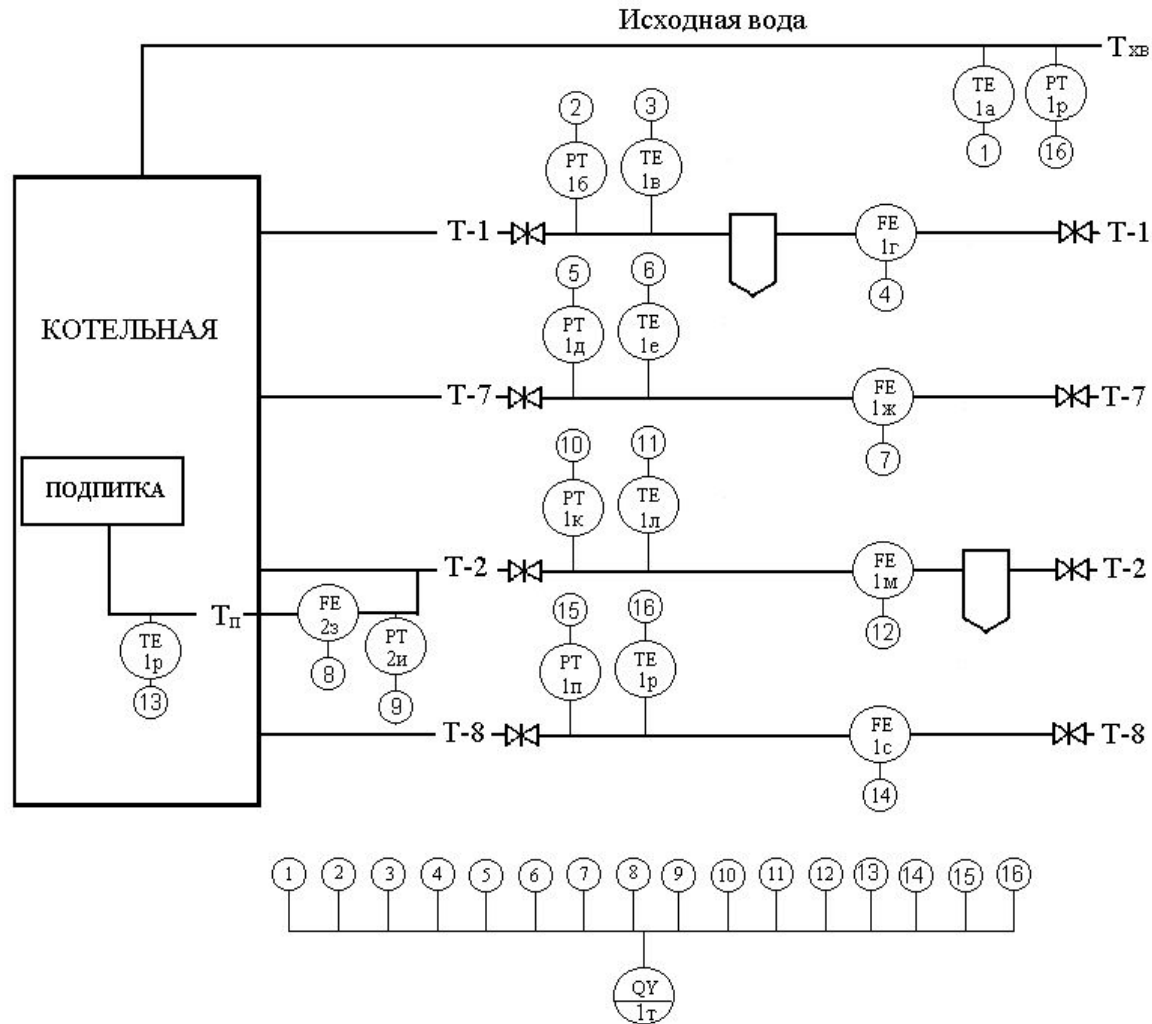 Исходная вода
Тхв
TE
1а
PT
1р
1
16
2
3
PT
1б
TE
1в
Т-1
FE
1г
Т-1
4
5
6
КОТЕЛЬНАЯ
PT
1д
TE
1е
Т-7
FE
1ж
Т-7
7
10
11
ПОДПИТКА
PT
1к
TE
1л
Т-2
FE
1м
Т-2
12
Тп
FE
2з
PT
2и
8
9
TE
1р
13
15
16
PT
1п
TE
1р
Т-8
FE
1с
Т-8
14
1 2 3 4 5 6 7 8 9 10 11 12 13 14 15 16
QY
1т